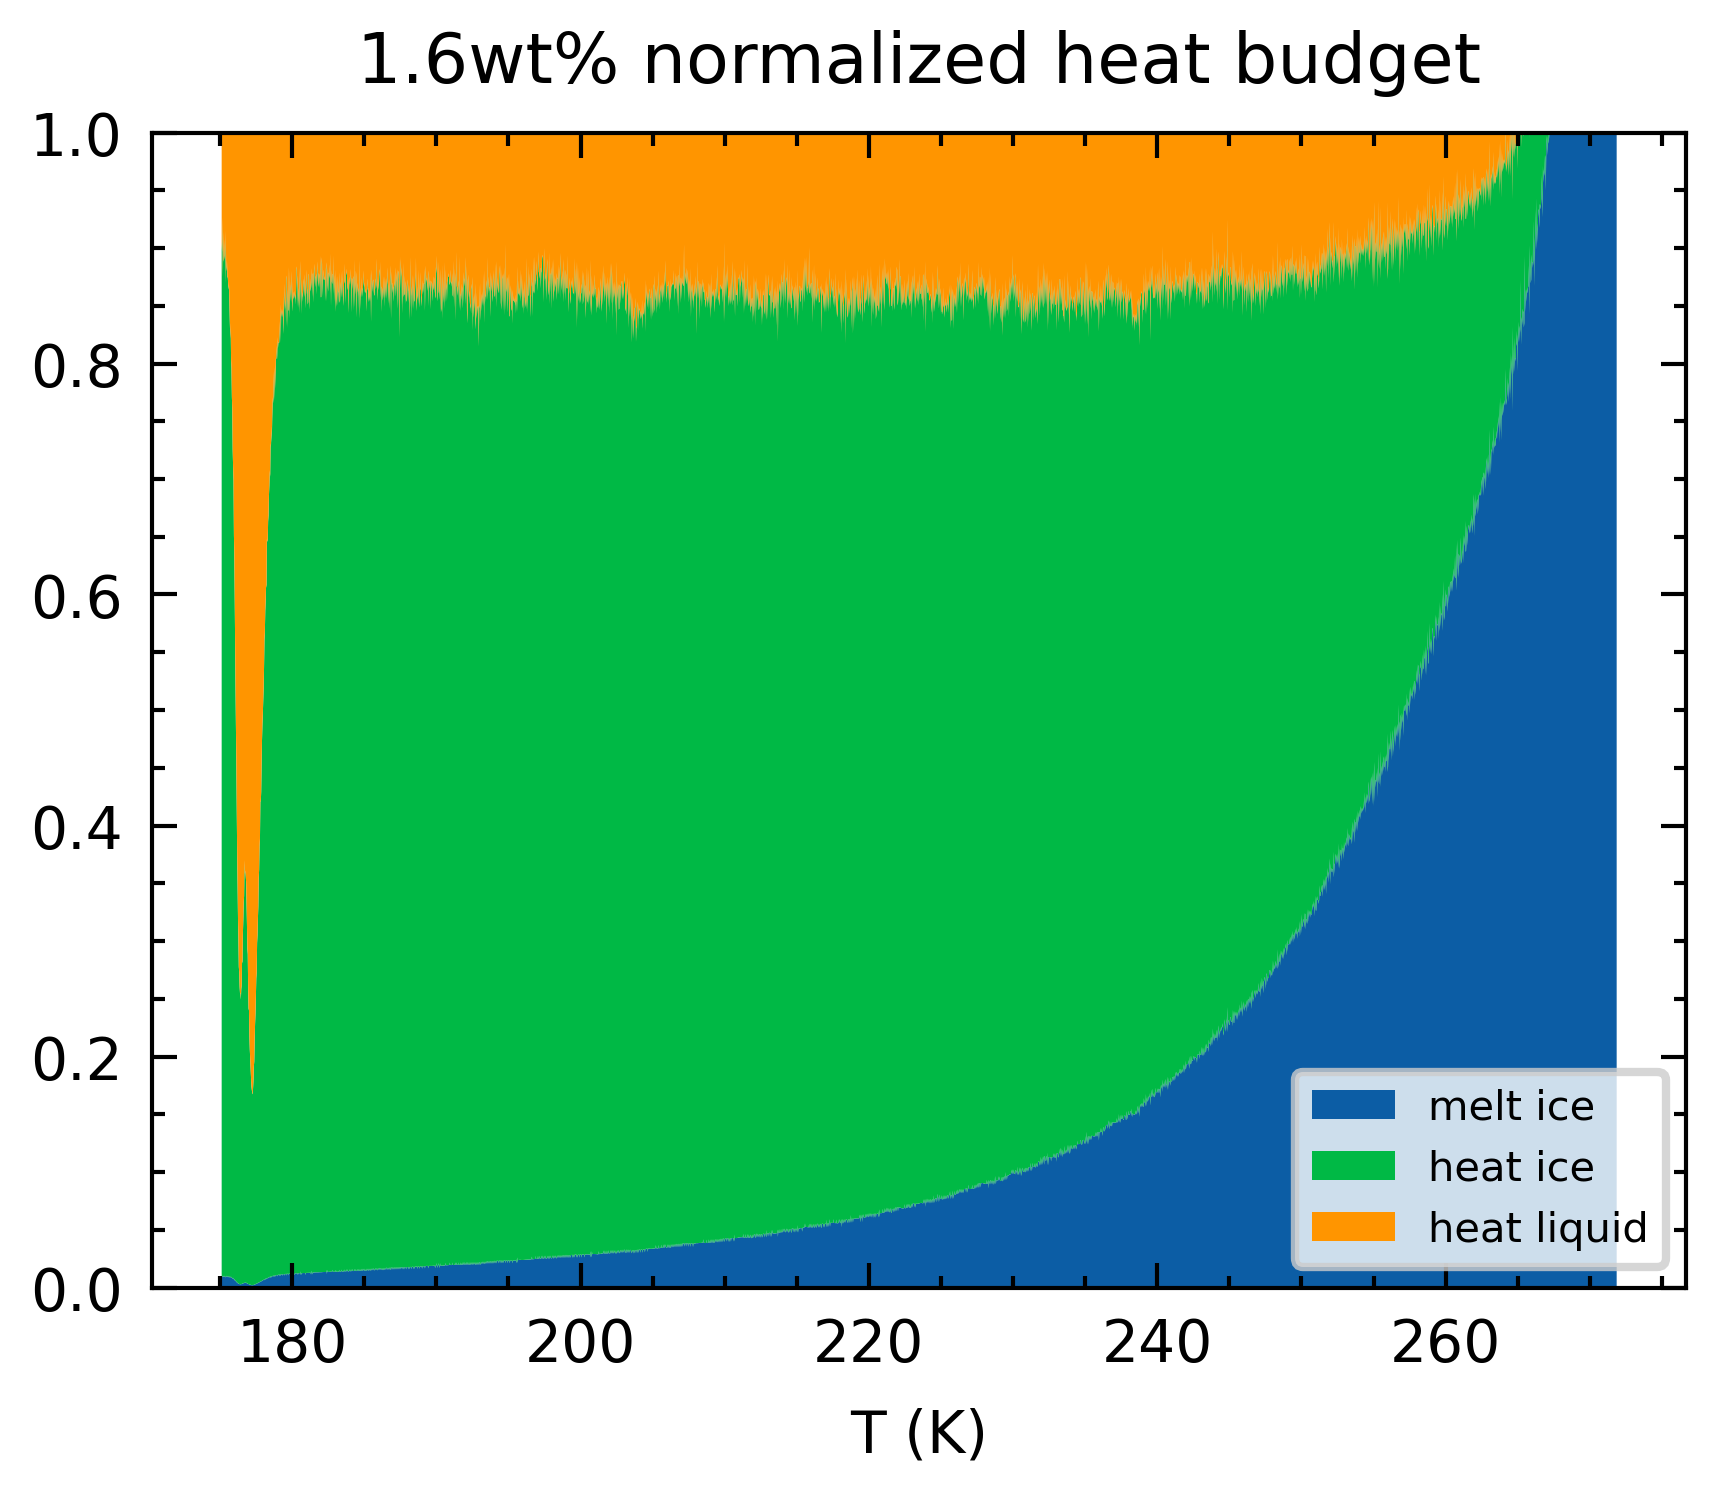 1.6wt% normalized heat budget
1.0
0.8
0.6
0.4
0.2
0.0
melt ice
heat ice
heat liquid
180 200 220 240 260
T (K)